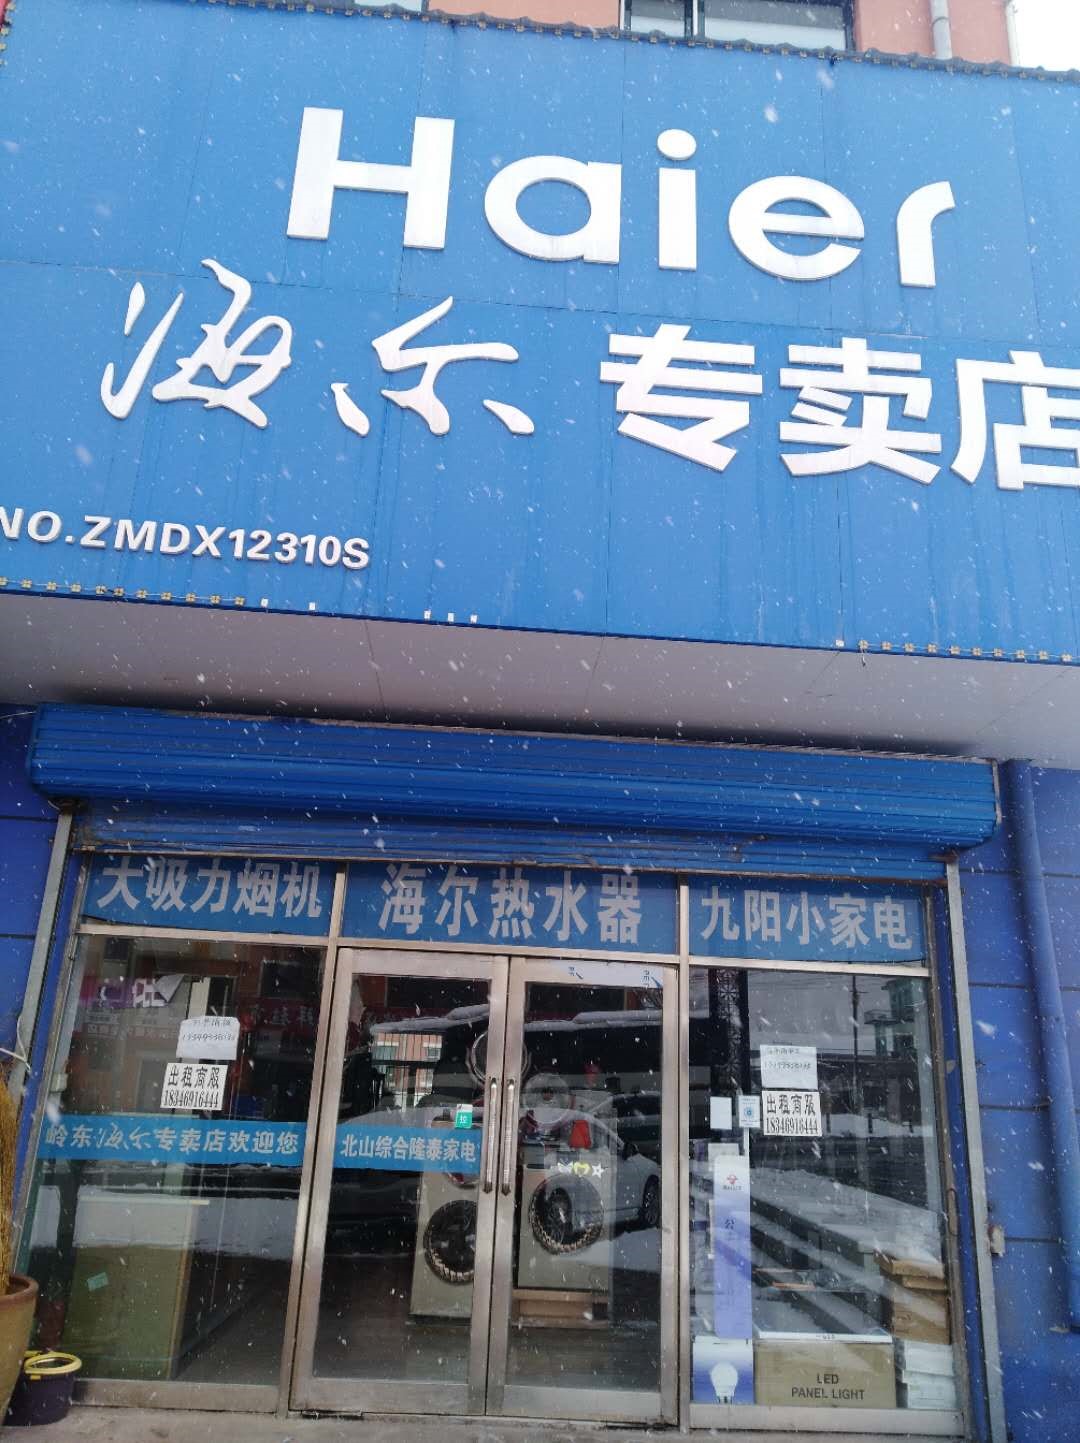 Haier
海尔专卖店
NO.ZMDX12310S
大吸力烟机
海尔热水器
九阳小家电
出租商服
18346916444
出租商服
18346916444
岭东海尔专卖店欢迎您
北山综合隆泰家电
拉
LED
PANEL LIGHT